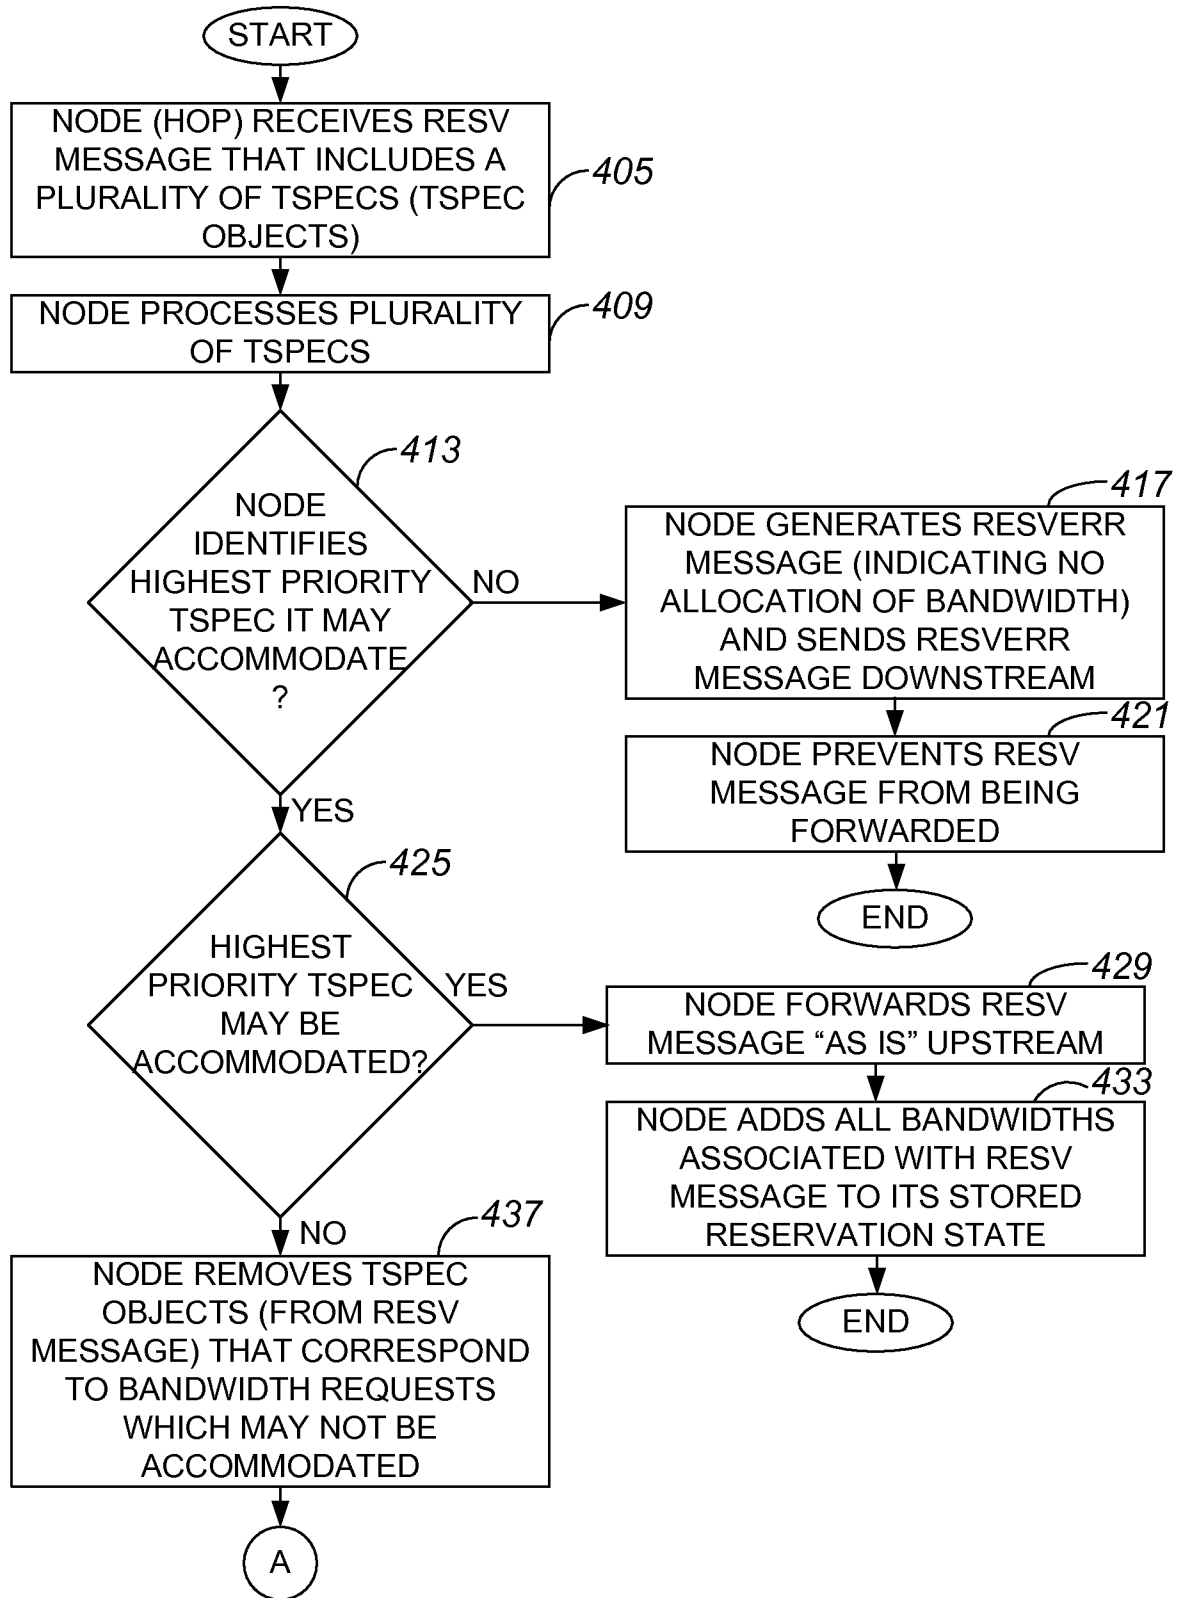 START
NODE (HOP) RECEIVES RESV
MESSAGE THAT INCLUDES A
PLURALITY OF TSPECS (TSPEC
OBJECTS)
405
NODE PROCESSES PLURALITY
OF TSPECS
409
413
NODE
IDENTIFIES
HIGHEST PRIORITY
TSPEC IT MAY
ACCOMMODATE
?
NO
417
NODE GENERATES RESVERR
MESSAGE (INDICATING NO
ALLOCATION OF BANDWIDTH)
AND SENDS RESVERR
MESSAGE DOWNSTREAM
421
NODE PREVENTS RESV
MESSAGE FROM BEING
FORWARDED
END
YES
425
HIGHEST
PRIORITY TSPEC
MAY BE
ACCOMMODATED?
YES
429
NODE FORWARDS RESV
MESSAGE “AS IS” UPSTREAM
433
NODE ADDS ALL BANDWIDTHS
ASSOCIATED WITH RESV
MESSAGE TO ITS STORED
RESERVATION STATE
END
NO
437
NODE REMOVES TSPEC
OBJECTS (FROM RESV
MESSAGE) THAT CORRESPOND
TO BANDWIDTH REQUESTS
WHICH MAY NOT BE
ACCOMMODATED
A